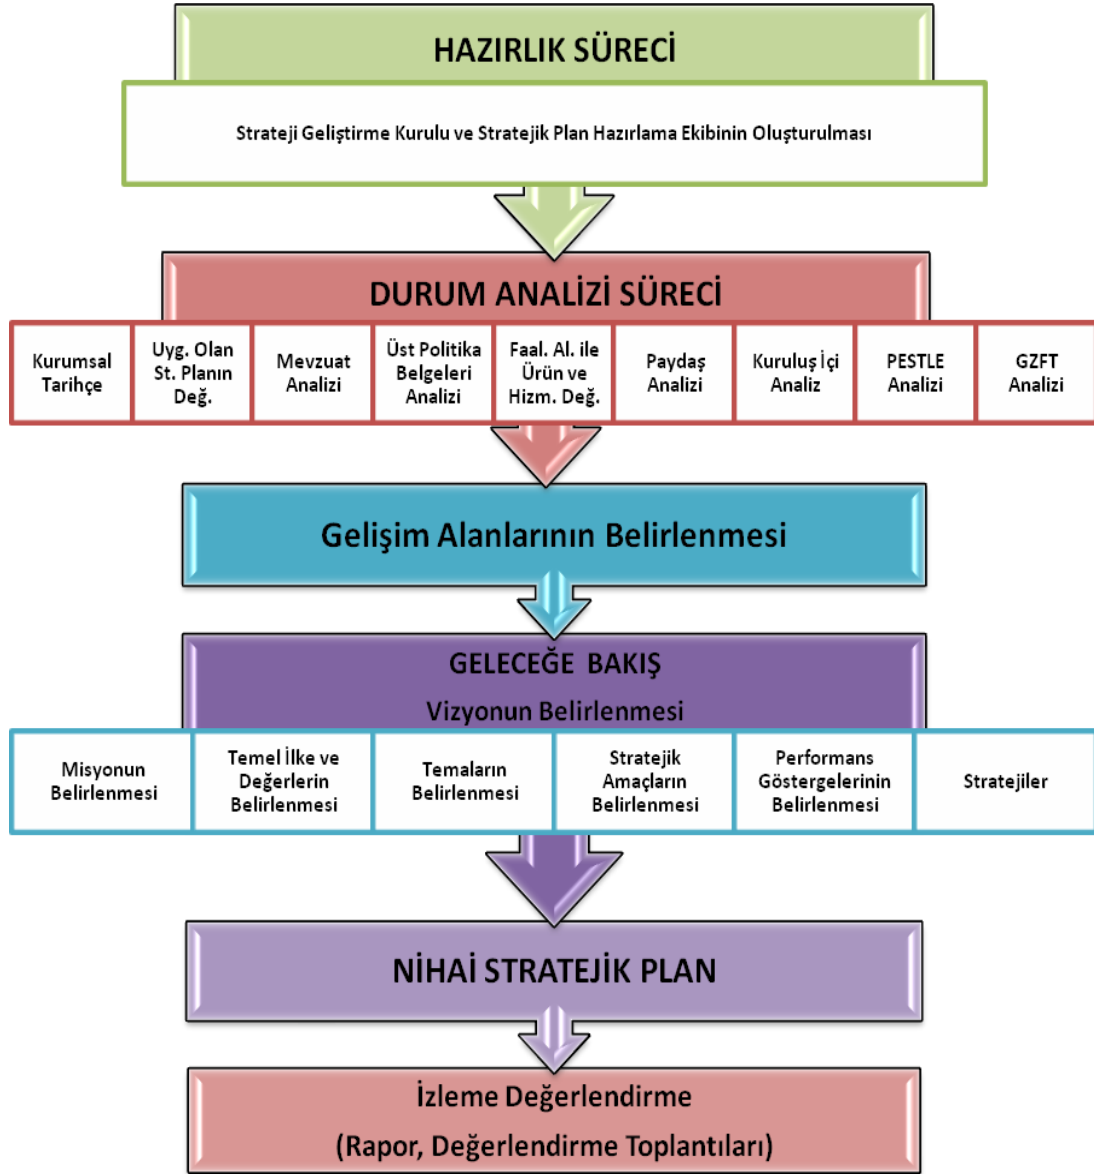 HAZIRLIK SÜRECİ
Strateji Geliştirme Kurulu ve Stratejik Plan Hazırlama Ekibinin Oluşturulması
DURUM ANALİZİ SÜRECİ
Kurumsal
Tarihçe
Uyg. Olan
St. Planın
Değ.
Mevzuat
Analizi
Üst Politika
Belgeleri
Analizi
Faal. Al. ile
Ürün ve
Hizm. Değ.
Paydaş
Analizi
Kuruluş İçi
Analiz
PESTLE
Analizi
GZFT
Analizi
Gelişim Alanlarının Belirlenmesi
GELECEĞE BAKIŞ
Vizyonun Belirlenmesi
Misyonun
Belirlenmesi
Temel İlke ve
Değerlerin
Belirlenmesi
Temaların
Belirlenmesi
Stratejik
Amaçların
Belirlenmesi
Performans
Göstergelerinin
Belirlenmesi
Stratejiler
NİHAİ STRATEJİK PLAN
İzleme Değerlendirme
(Rapor, Değerlendirme Toplantıları)